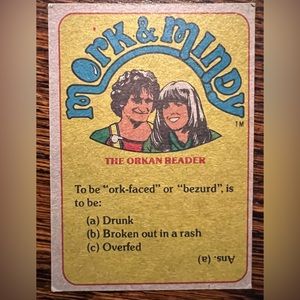 mork & mindy
TM
THE ORKAN READER
To be "ork-faced" or "bezurd", is
to be:
(a) Drunk
(b) Broken out in a rash
(c) Overfed
Ans. (a)